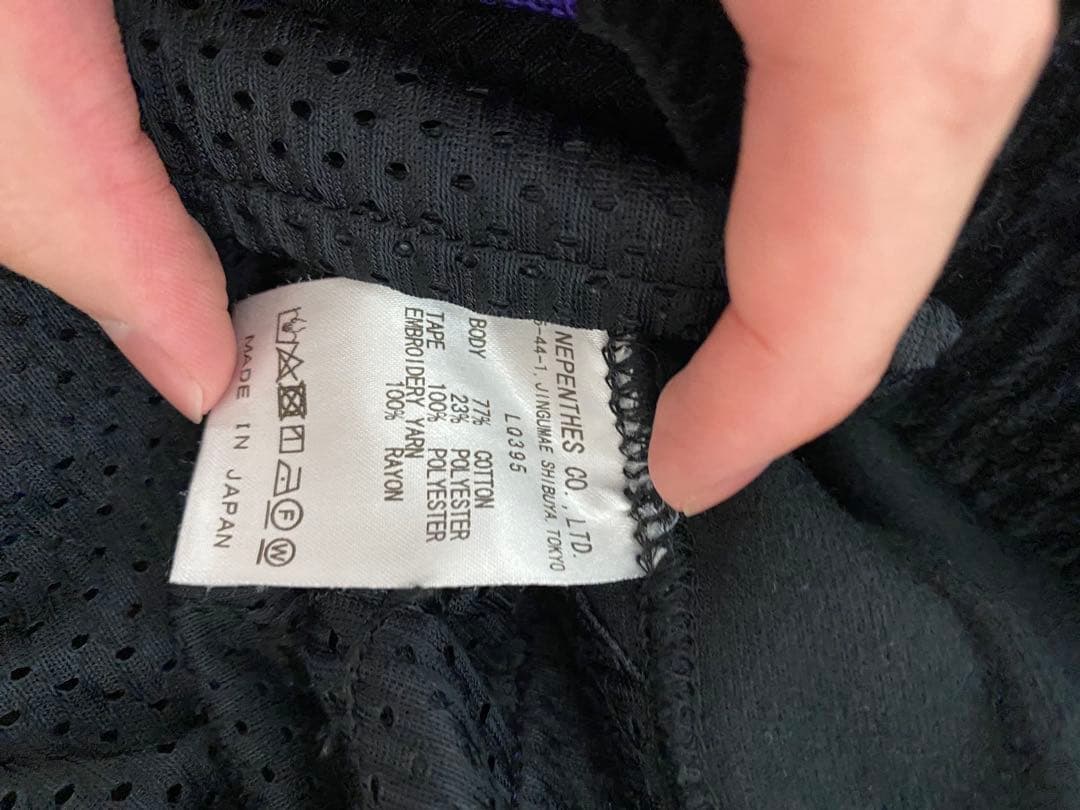 NEPENTHES CO., LTD.
5-44-1, JINGUMAE SHIBUYA, TOKYO
L0395
BODY 77% COTTON
23% POLYESTER
TAPE 100% POLYESTER
EMBROIDERY YARN
100% RAYON
F
W
MADE IN JAPAN